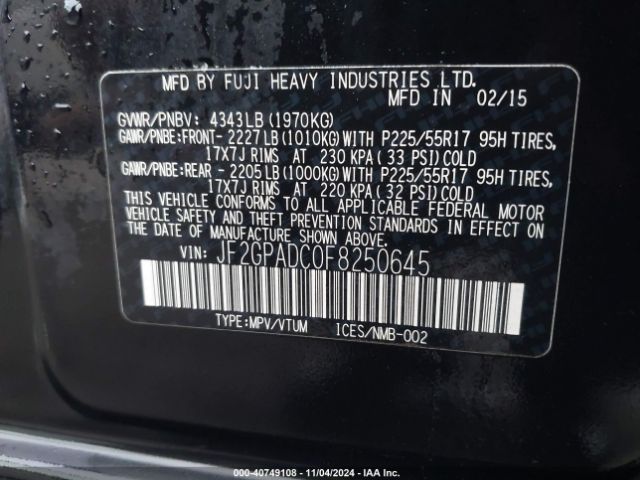 MFD BY FUJI HEAVY INDUSTRIES LTD.
MFD IN 02/15
GVWR/PNBV: 4343LB(1970KG)
GAWR/PNBE:FRONT- 2227LB(1010KG)WITH P225/55R17 95H TIRES,
17X7J RIMS AT 230 KPA(33 PSI)COLD
GAWR/PNBE:REAR - 2205LB(1000KG)WITH P225/55R17 95H TIRES,
17X7J RIMS AT 220 KPA(32 PSI)COLD
THIS VEHICLE CONFORMS TO ALL APPLICABLE FEDERAL MOTOR
VEHICLE SAFETY AND THEFT PREVENTION STANDARDS IN EFFECT
ON THE DATE OF MANUFACTURE SHOWN ABOVE.
VIN: JF2GPADC0F8250645
TYPE:MPV/VTUM ICES/NMB-002
000-40749108 - 11/04/2024 - IAA Inc.